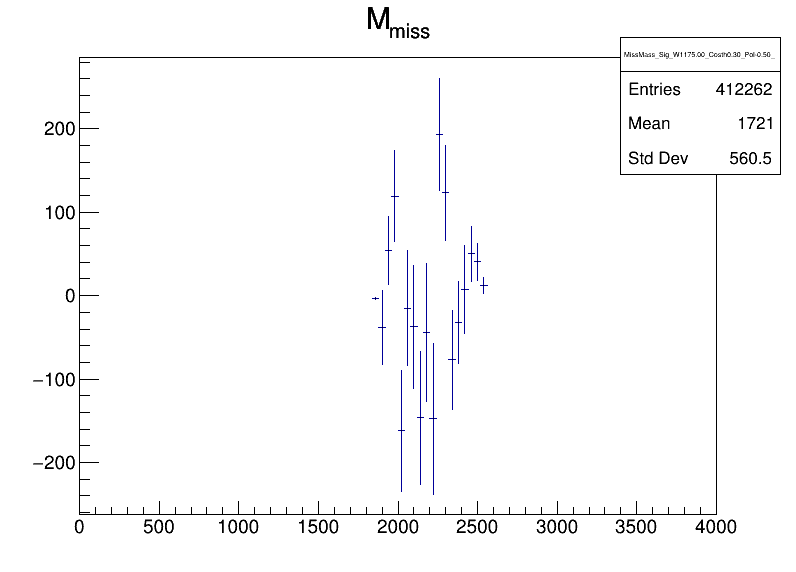 M_miss
MissMass_Sig_W1175.00_Costh0.30_Pol-0.50_
Entries 412262
Mean 1721
Std Dev 560.5
200
100
0
−100
−200
0 500 1000 1500 2000 2500 3000 3500 4000